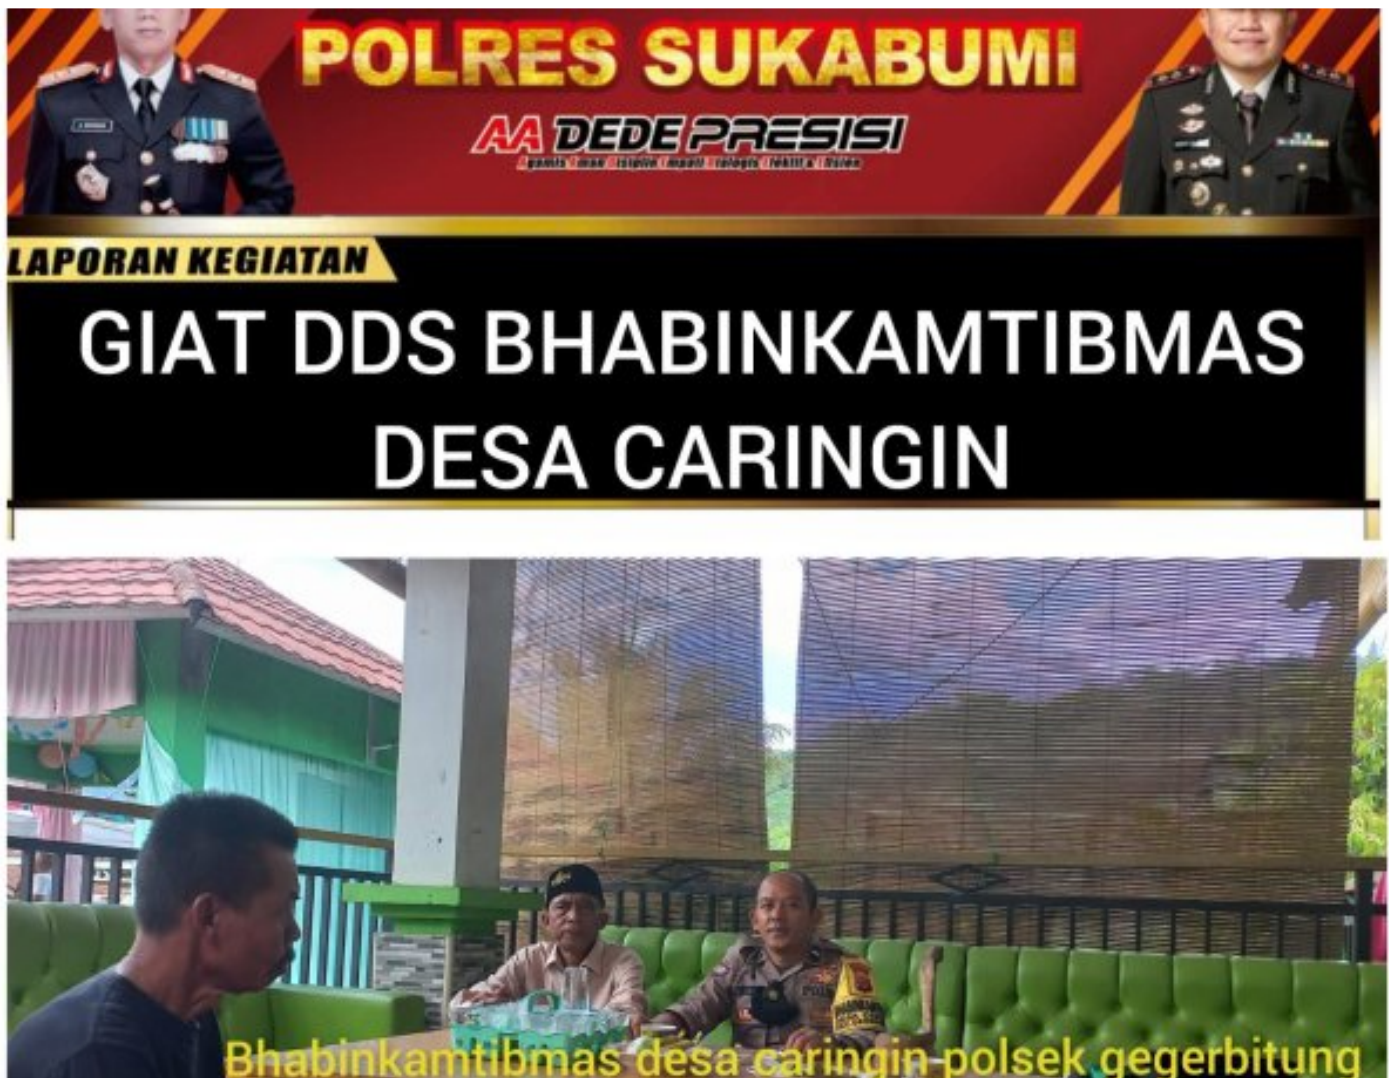 POLRES SUKABUMI
AA DEDE PRESISI
LAPORAN KEGIATAN
GIAT DDS BHABINKAMTIBMAS
DESA CARINGIN
Bhabinkamtibmas desa caringin polsek gegerbitung